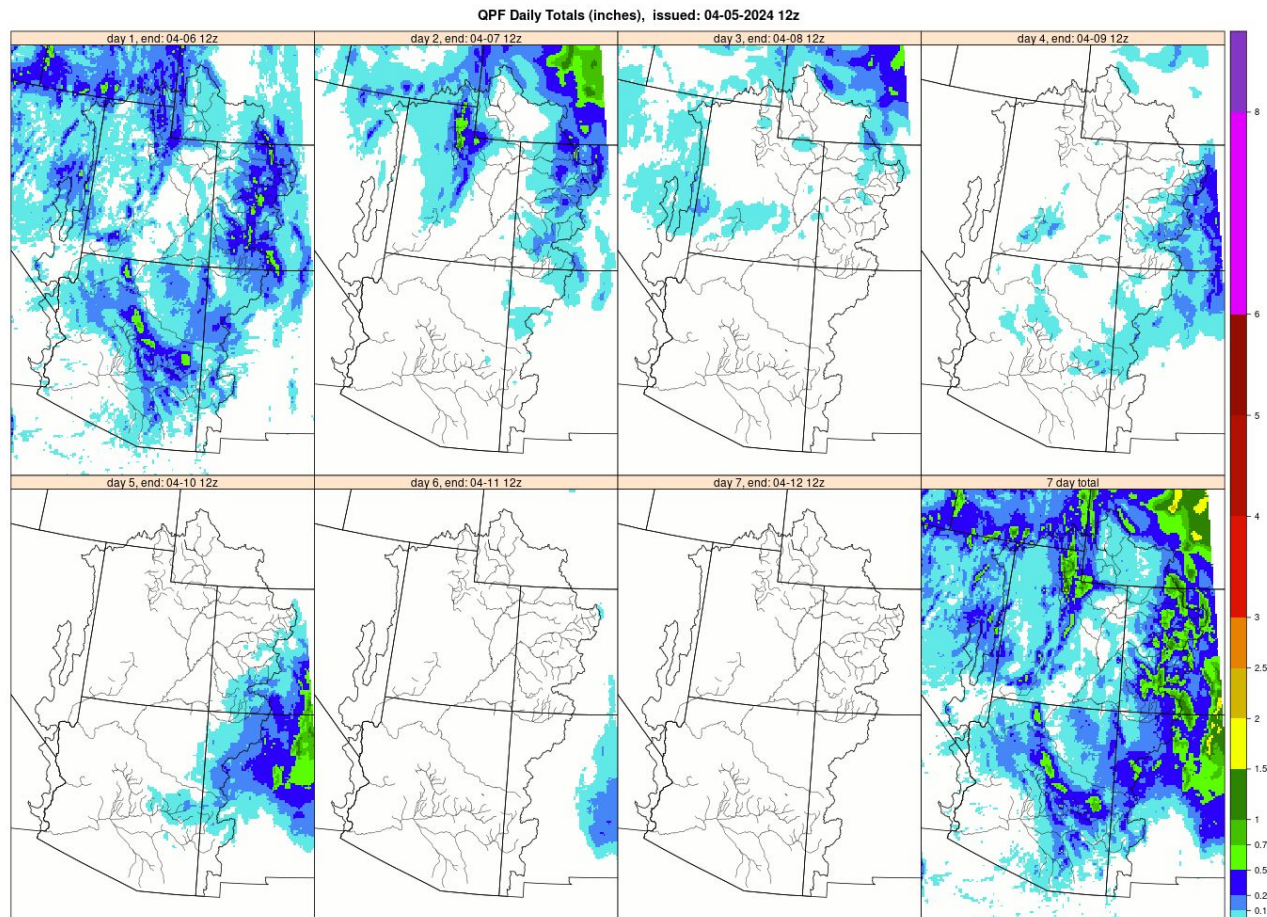 QPF Daily Totals (inches),  issued: 04-05-2024 12z
day 1, end: 04-06 12z
day 2, end: 04-07 12z
day 3, end: 04-08 12z
day 4, end: 04-09 12z
day 5, end: 04-10 12z
day 6, end: 04-11 12z
day 7, end: 04-12 12z
7 day total
8
6
5
4
3
2.5
2
1.5
1
0.7
0.5
0.2
0.1